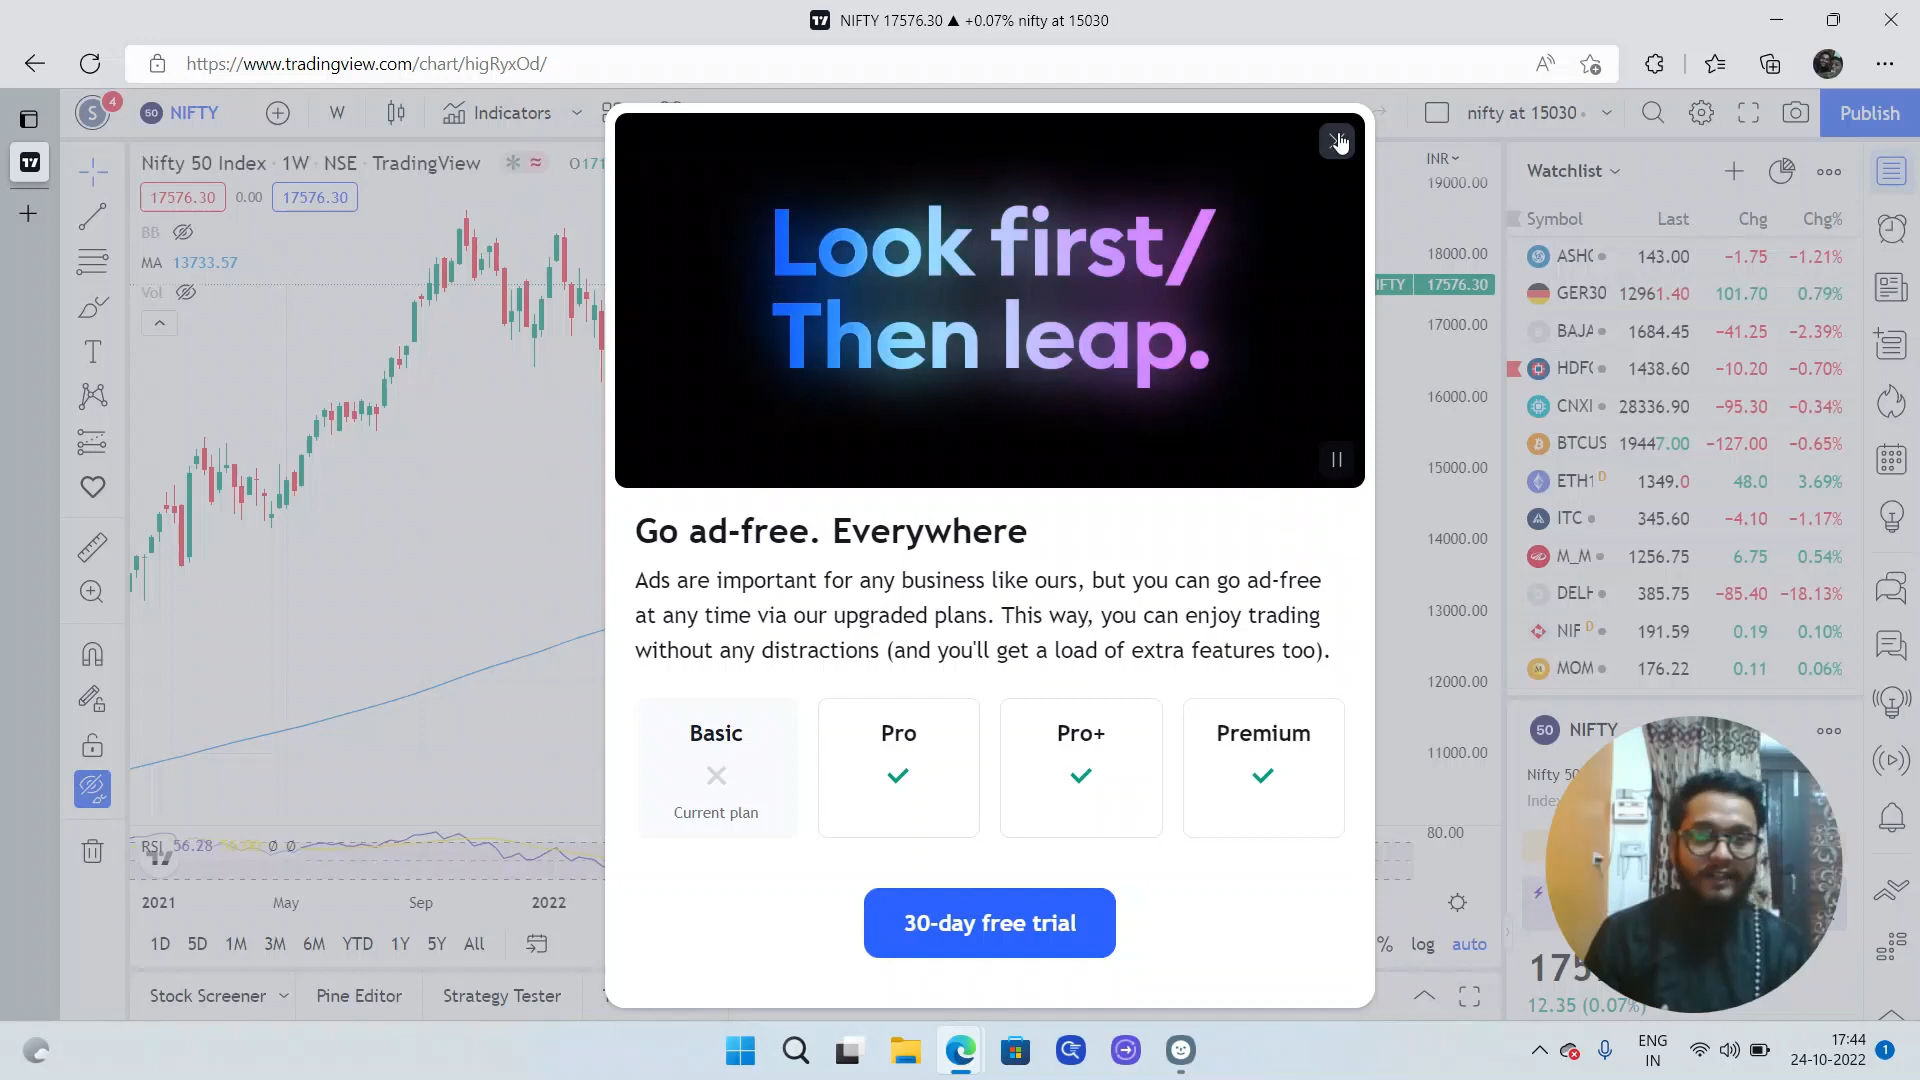 NIFTY 17576.30 ▲ +0.07% nifty at 15030
https://www.tradingview.com/chart/higRyxOd/
S 4
50 NIFTY
W
Indicators
nifty at 15030
Publish
Nifty 50 Index · 1W · NSE · TradingView
O171
17576.30 0.00 17576.30
BB
MA 13733.57
Vol
INR
19000.00
18000.00
17576.30
17000.00
16000.00
15000.00
14000.00
13000.00
12000.00
11000.00
80.00
RSI 56.28
2021 May Sep 2022
1D 5D 1M 3M 6M YTD 1Y 5Y All
% log auto
Stock Screener
Pine Editor
Strategy Tester
Look first/
Then leap.
Go ad-free. Everywhere
Ads are important for any business like ours, but you can go ad-free
at any time via our upgraded plans. This way, you can enjoy trading
without any distractions (and you'll get a load of extra features too).
Basic
Current plan
Pro
Pro+
Premium
30-day free trial
Watchlist
Symbol Last Chg Chg%
ASHO 143.00 −1.75 −1.21%
GER30 12961.40 101.70 0.79%
BAJA 1684.45 −41.25 −2.39%
HDFC 1438.60 −10.20 −0.70%
CNXI 28336.90 −95.30 −0.34%
BTCUS 19447.00 −127.00 −0.65%
ETH1 D 1349.0 48.0 3.69%
ITC 345.60 −4.10 −1.17%
M_M 1256.75 6.75 0.54%
DELH 385.75 −85.40 −18.13%
NIF D 191.59 0.19 0.10%
MOM 176.22 0.11 0.06%
50 NIFTY
Nifty 50
Index
12.35 (0.07%)
ENG
IN
17:44
24-10-2022
1